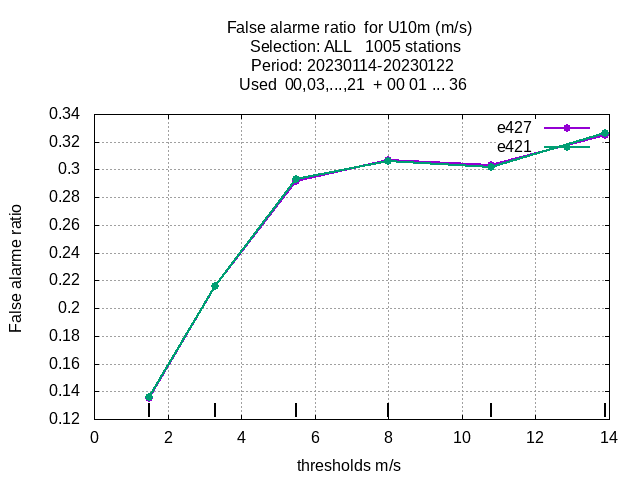 False alarme ratio  for U10m (m/s)
Selection: ALL   1005 stations
Period: 20230114-20230122
Used  00,03,...,21  + 00 01 ... 36
e427
e421
0.34
0.32
0.3
0.28
0.26
0.24
0.22
0.2
0.18
0.16
0.14
0.12
False alarme ratio
0 2 4 6 8 10 12 14
thresholds m/s